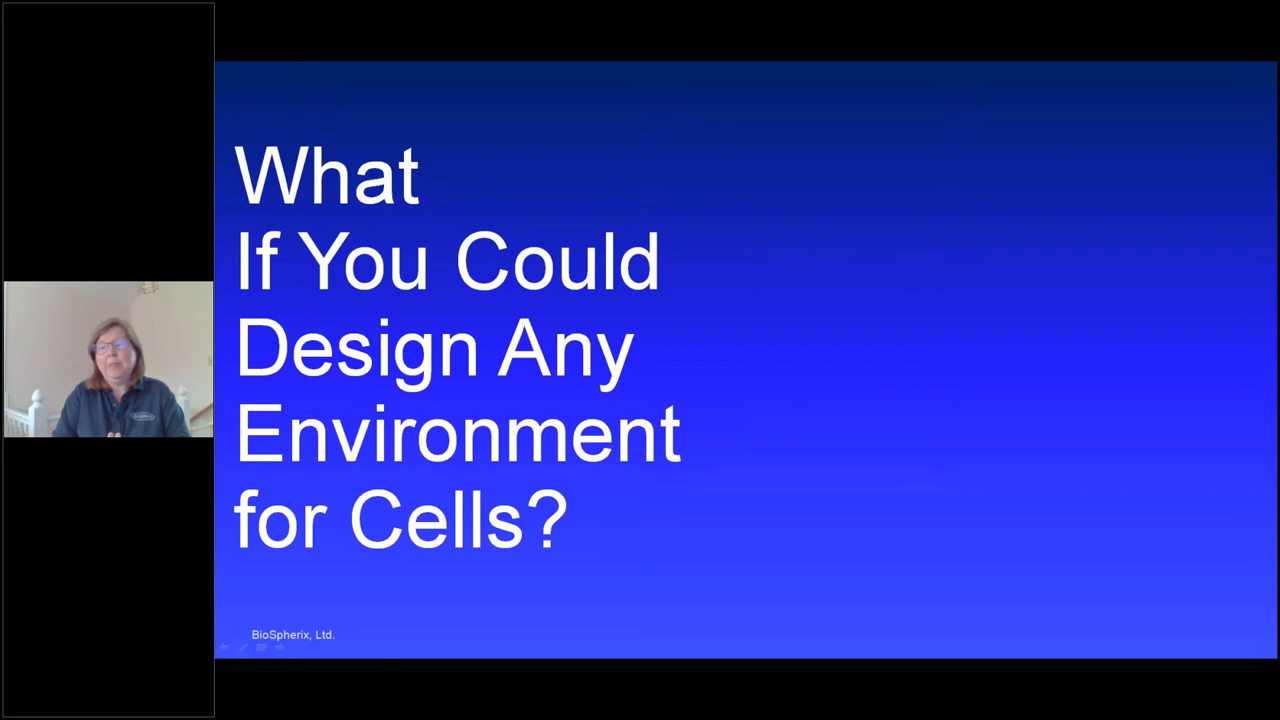 What
If You Could
Design Any
Environment
for Cells?
BioSpherix, Ltd.